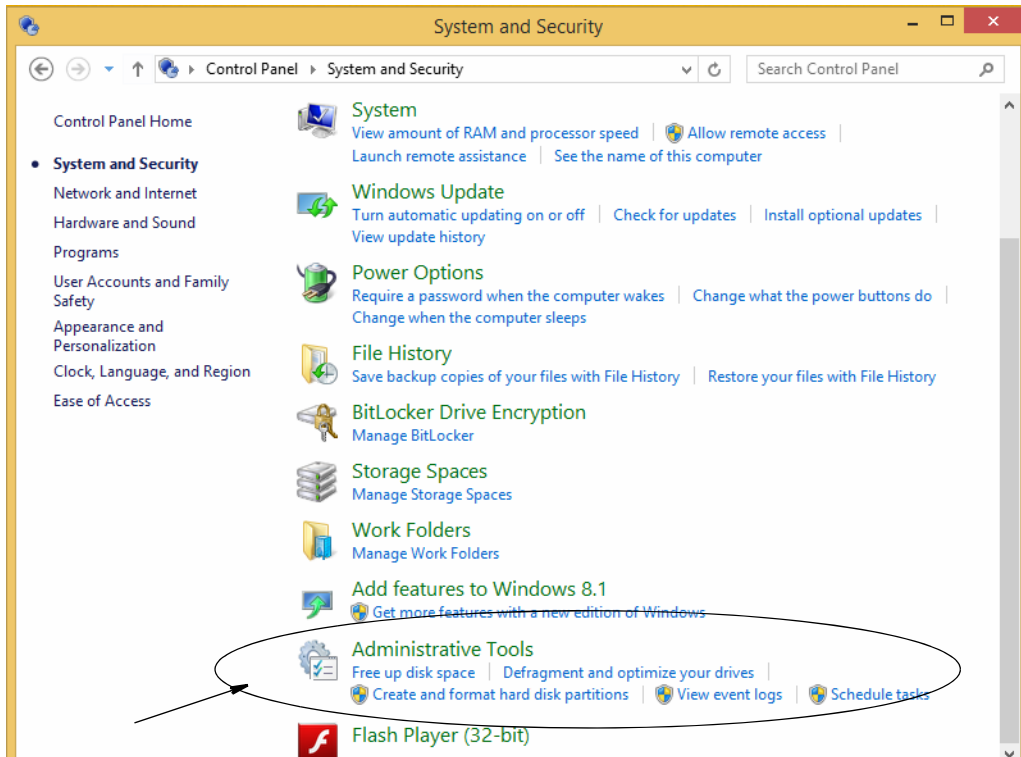 System and Security
Control Panel System and Security
Search Control Panel
Control Panel Home
System and Security
Network and Internet
Hardware and Sound
Programs
User Accounts and Family
Safety
Appearance and
Personalization
Clock, Language, and Region
Ease of Access
System
View amount of RAM and processor speed Allow remote access
Launch remote assistance See the name of this computer
Windows Update
Turn automatic updating on or off Check for updates Install optional updates
View update history
Power Options
Require a password when the computer wakes Change what the power buttons do
Change when the computer sleeps
File History
Save backup copies of your files with File History Restore your files with File History
BitLocker Drive Encryption
Manage BitLocker
Storage Spaces
Manage Storage Spaces
Work Folders
Manage Work Folders
Add features to Windows 8.1
Get more features with a new edition of Windows
Administrative Tools
Free up disk space Defragment and optimize your drives
Create and format hard disk partitions View event logs Schedule tasks
Flash Player (32-bit)